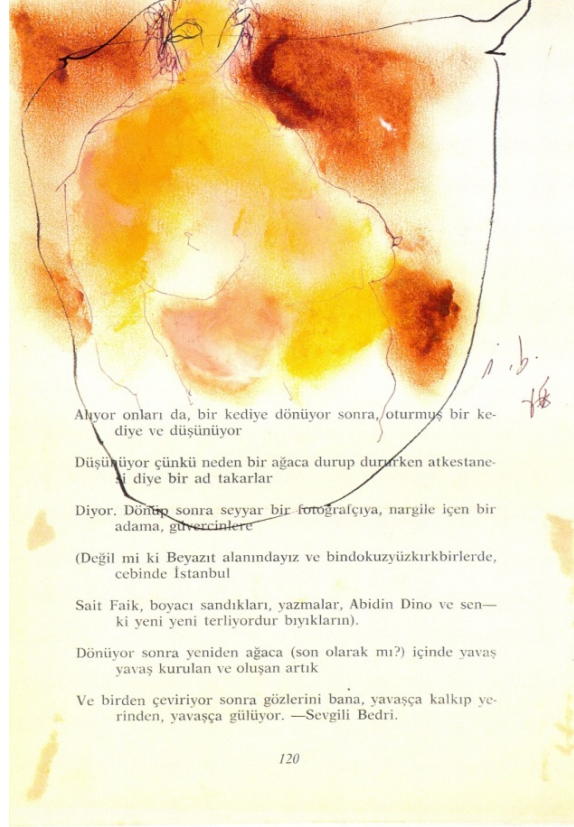 Alıyor onları da, bir kediye dönüyor sonra, oturmuş bir ke-
diye ve düşünüyor
Düşünüyor çünkü neden bir ağaca durup dururken atkestane-
si diye bir ad takarlar
Diyor. Dönüp sonra seyyar bir fotoğrafçıya, nargile içen bir
adama, güvercinlere
(Değil mi ki Beyazıt alanındayız ve bindokuzyüzkırkbirlerde,
cebinde İstanbul
Sait Faik, boyacı sandıkları, yazmalar, Abidin Dino ve sen—
ki yeni yeni terliyordur bıyıkların).
Dönüyor sonra yeniden ağaca (son olarak mı?) içinde yavaş
yavaş kurulan ve oluşan artık
Ve birden çeviriyor sonra gözlerini bana, yavaşça kalkıp ye-
rinden, yavaşça gülüyor. —Sevgili Bedri.
120